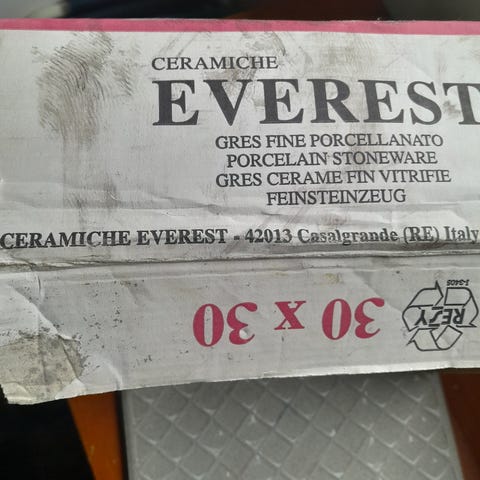 CERAMICHE
EVEREST
GRES FINE PORCELLANATO
PORCELAIN STONEWARE
GRES CERAME FIN VITRIFIE
FEINSTEINZEUG
CERAMICHE EVEREST - 42013 Casalgrande (RE) Italy
30 x 30
RESY
I-3405